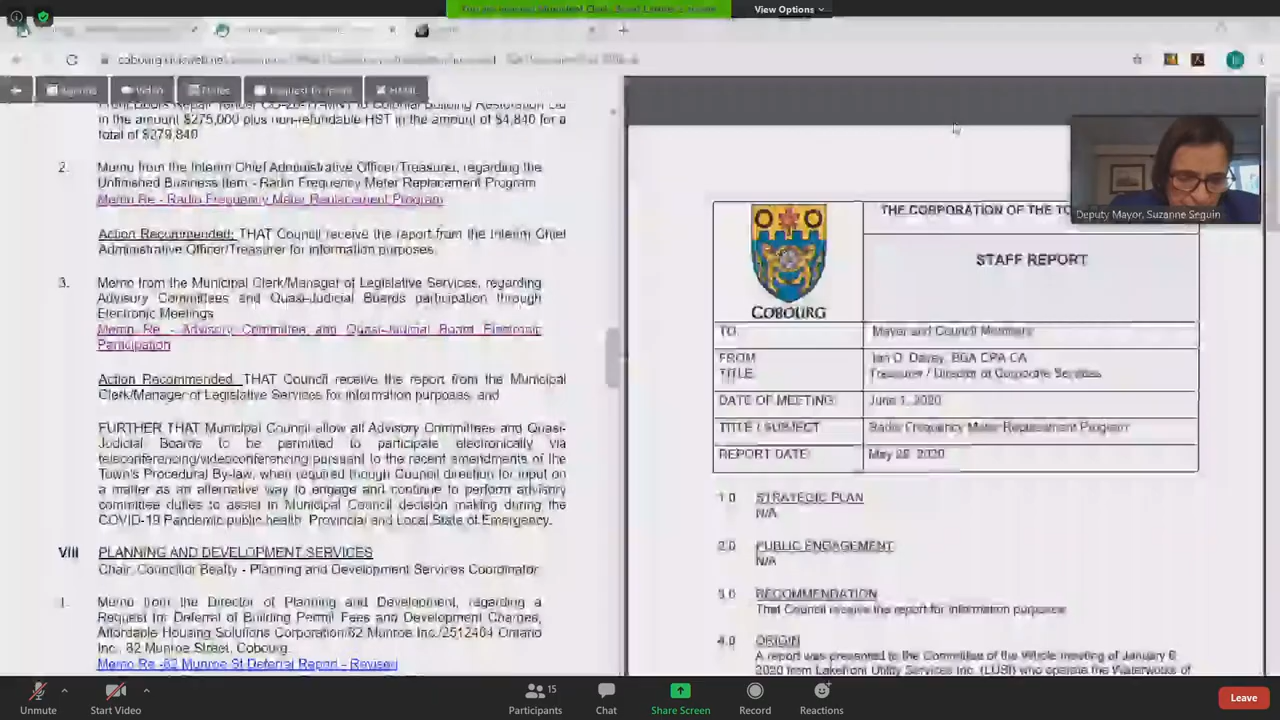 View Options
Agenda
Video
HTML
in the amount $275,000 plus non-refundable HST in the amount of $4,840 for a
total of $279,840
2. Memo from the Interim Chief Administrative Officer/Treasurer, regarding the
Unfinished Business Item - Radio Frequency Meter Replacement Program
Memo Re - Radio Frequency Meter Replacement Program
Action Recommended: THAT Council receive the report from the Interim Chief
Administrative Officer/Treasurer for information purposes.
3. Memo from the Municipal Clerk/Manager of Legislative Services, regarding
Advisory Committees and Quasi-Judicial Boards participation through
Electronic Meetings
Memo Re - Advisory Committee and Quasi-Judicial Board Electronic
Participation
Action Recommended: THAT Council receive the report from the Municipal
Clerk/Manager of Legislative Services for information purposes; and
FURTHER THAT Municipal Council allow all Advisory Committees and Quasi-
Judicial Boards to be permitted to participate electronically via
teleconferencing/videoconferencing pursuant to the recent amendments of the
Town's Procedural By-law, when required though Council direction for input on
a matter as an alternative way to engage and continue to perform advisory
committee duties to assist in Municipal Council decision making during the
COVID-19 Pandemic public health Provincial and Local State of Emergency.
VIII PLANNING AND DEVELOPMENT SERVICES
Chair, Councillor Beatty - Planning and Development Services Coordinator
1. Memo from the Director of Planning and Development, regarding a
Request for Deferral of Building Permit Fees and Development Charges,
Affordable Housing Solutions Corporation/82 Munroe Inc./2512404 Ontario
Inc., 82 Munroe Street, Cobourg.
Memo Re -82 Munroe St Deferral Report - Revised
THE CORPORATION OF THE
STAFF REPORT
COBOURG
TO: Mayor and Council Members
FROM: Ian D. Davey, BBA CPA CA
TITLE: Treasurer / Director of Corporate Services
DATE OF MEETING: June 1, 2020
TITLE / SUBJECT: Radio Frequency Meter Replacement Program
REPORT DATE: May 2020
1.0 STRATEGIC PLAN
N/A
2.0 PUBLIC ENGAGEMENT
N/A
3.0 RECOMMENDATION
That Council receive the report for information purposes
4.0 ORIGIN
A report was presented to the Committee of the Whole meeting of January 6,
2020 from Lakefront Utility Services Inc. (LUSI) who operate the Waterworks of
Deputy Mayor, Suzanne Seguin
Unmute
Start Video
15
Participants
Chat
Share Screen
Record
Reactions
Leave